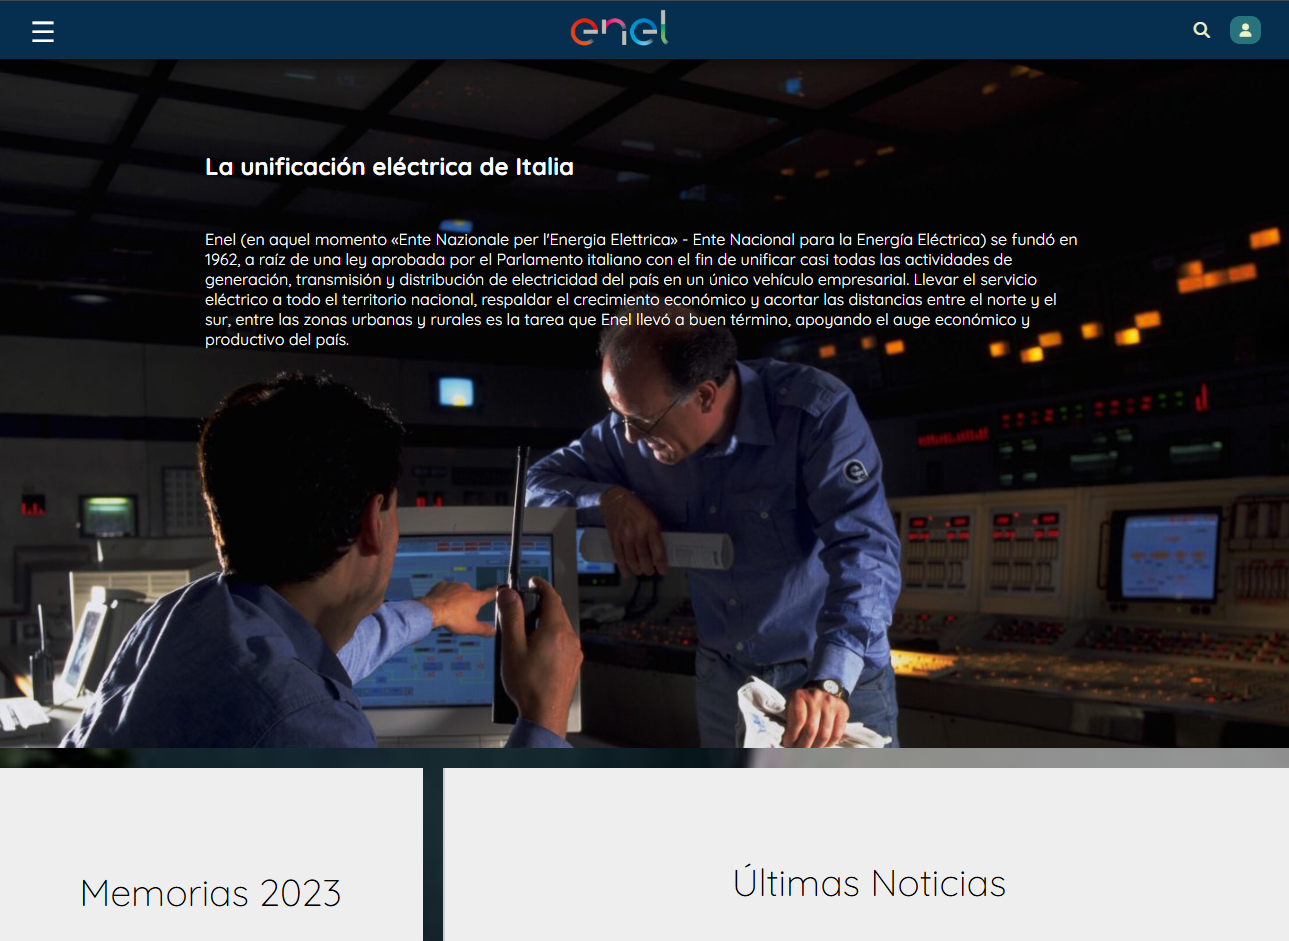 enel
La unificación eléctrica de Italia
Enel (en aquel momento «Ente Nazionale per l'Energia Elettrica» - Ente Nacional para la Energía Eléctrica) se fundó en
1962, a raíz de una ley aprobada por el Parlamento italiano con el fin de unificar casi todas las actividades de
generación, transmisión y distribución de electricidad del país en un único vehículo empresarial. Llevar el servicio
eléctrico a todo el territorio nacional, respaldar el crecimiento económico y acortar las distancias entre el norte y el
sur, entre las zonas urbanas y rurales es la tarea que Enel llevó a buen término, apoyando el auge económico y
productivo del país.
Memorias 2023
Últimas Noticias